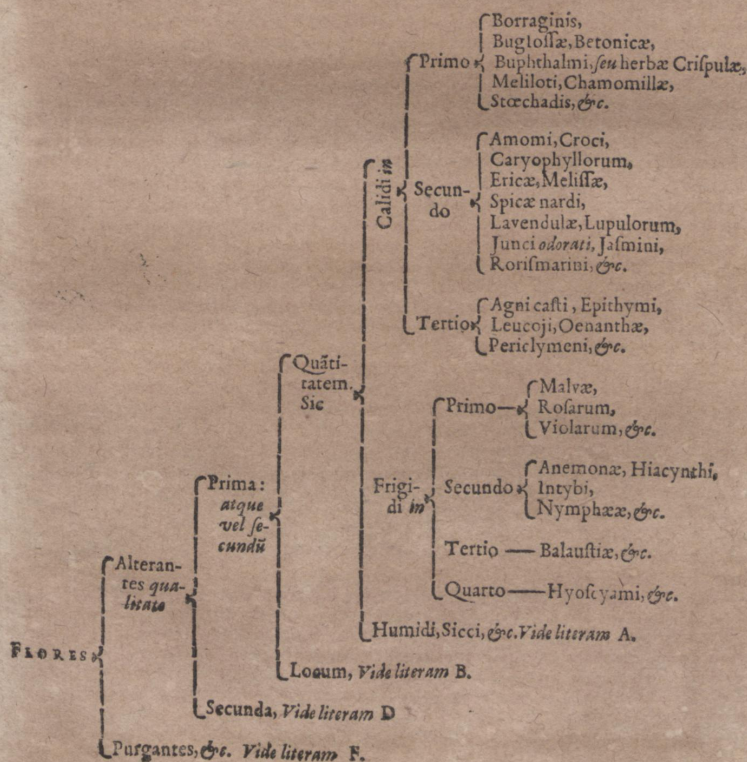 Borraginis,
Bugloſſæ, Betonicæ,
Primo
Buphthalmi, ſeu herbæ Criſpulæ,
Meliloti, Chamomillæ,
Stœchadis, &c.
Calidi in
Amomi, Croci,
Caryophyllorum,
Ericæ, Meliſſæ,
Secun-
do
Spicæ nardi,
Lavendulæ, Lupulorum,
Junci odorati, Jaſmini,
Roriſmarini, &c.
Agni caſti, Epithymi,
Tertio
Leucoji, Oenanthæ,
Periclymeni, &c.
Quãti-
tatem.
Sic
Malvæ,
Primo
Roſarum,
Violarum, &c.
Frigi-
di in
Anemonæ, Hiacynthi,
Secundo
Intybi,
Nymphææ, &c.
Tertio
Balauſtiæ, &c.
Quarto
Hyoſcyami, &c.
Humidi, Sicci, &c. Vide literam A.
Prima:
atque
vel ſe-
cundũ
Locum, Vide literam B.
Alteran-
tes qua-
litate
Secunda, Vide literam D
FLORES
Purgantes, &c. Vide literam F.